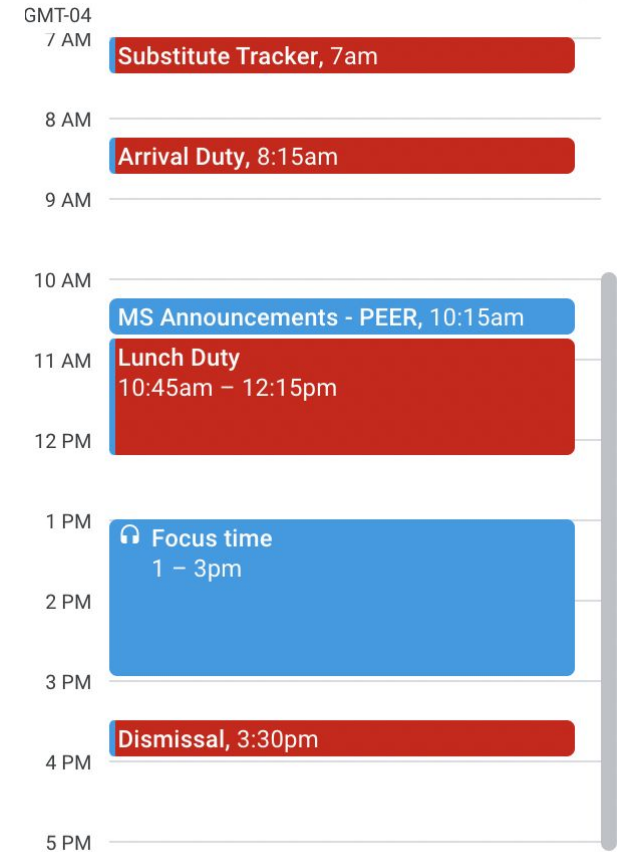 GMT-04
7 AM
Substitute Tracker, 7am
8 AM
Arrival Duty, 8:15am
9 AM
10 AM
MS Announcements - PEER, 10:15am
11 AM
Lunch Duty
10:45am – 12:15pm
12 PM
1 PM
Focus time
1 – 3pm
2 PM
3 PM
Dismissal, 3:30pm
4 PM
5 PM